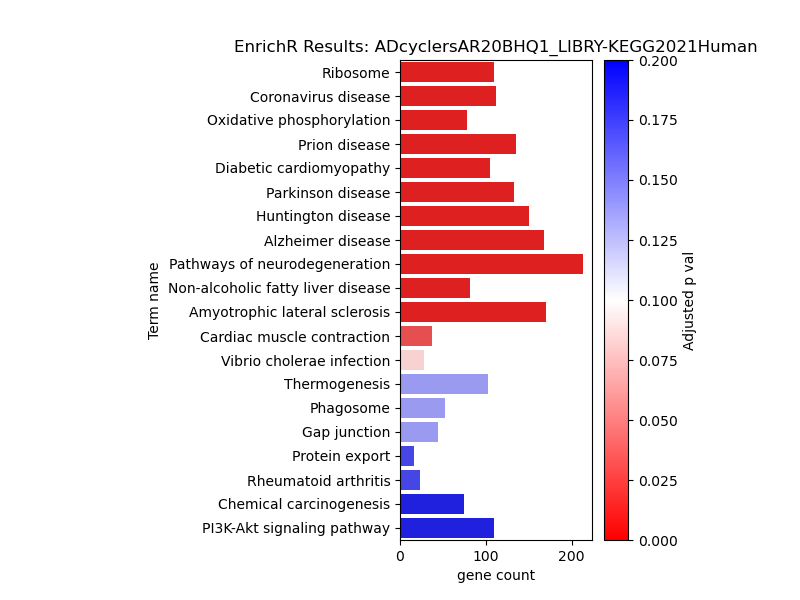 EnrichR Results: ADcyclersAR20BHQ1_LIBRY-KEGG2021Human
Term name
Ribosome
Coronavirus disease
Oxidative phosphorylation
Prion disease
Diabetic cardiomyopathy
Parkinson disease
Huntington disease
Alzheimer disease
Pathways of neurodegeneration
Non-alcoholic fatty liver disease
Amyotrophic lateral sclerosis
Cardiac muscle contraction
Vibrio cholerae infection
Thermogenesis
Phagosome
Gap junction
Protein export
Rheumatoid arthritis
Chemical carcinogenesis
PI3K-Akt signaling pathway
0 100 200
gene count
0.200
0.175
0.150
0.125
0.100
0.075
0.050
0.025
0.000
Adjusted p val